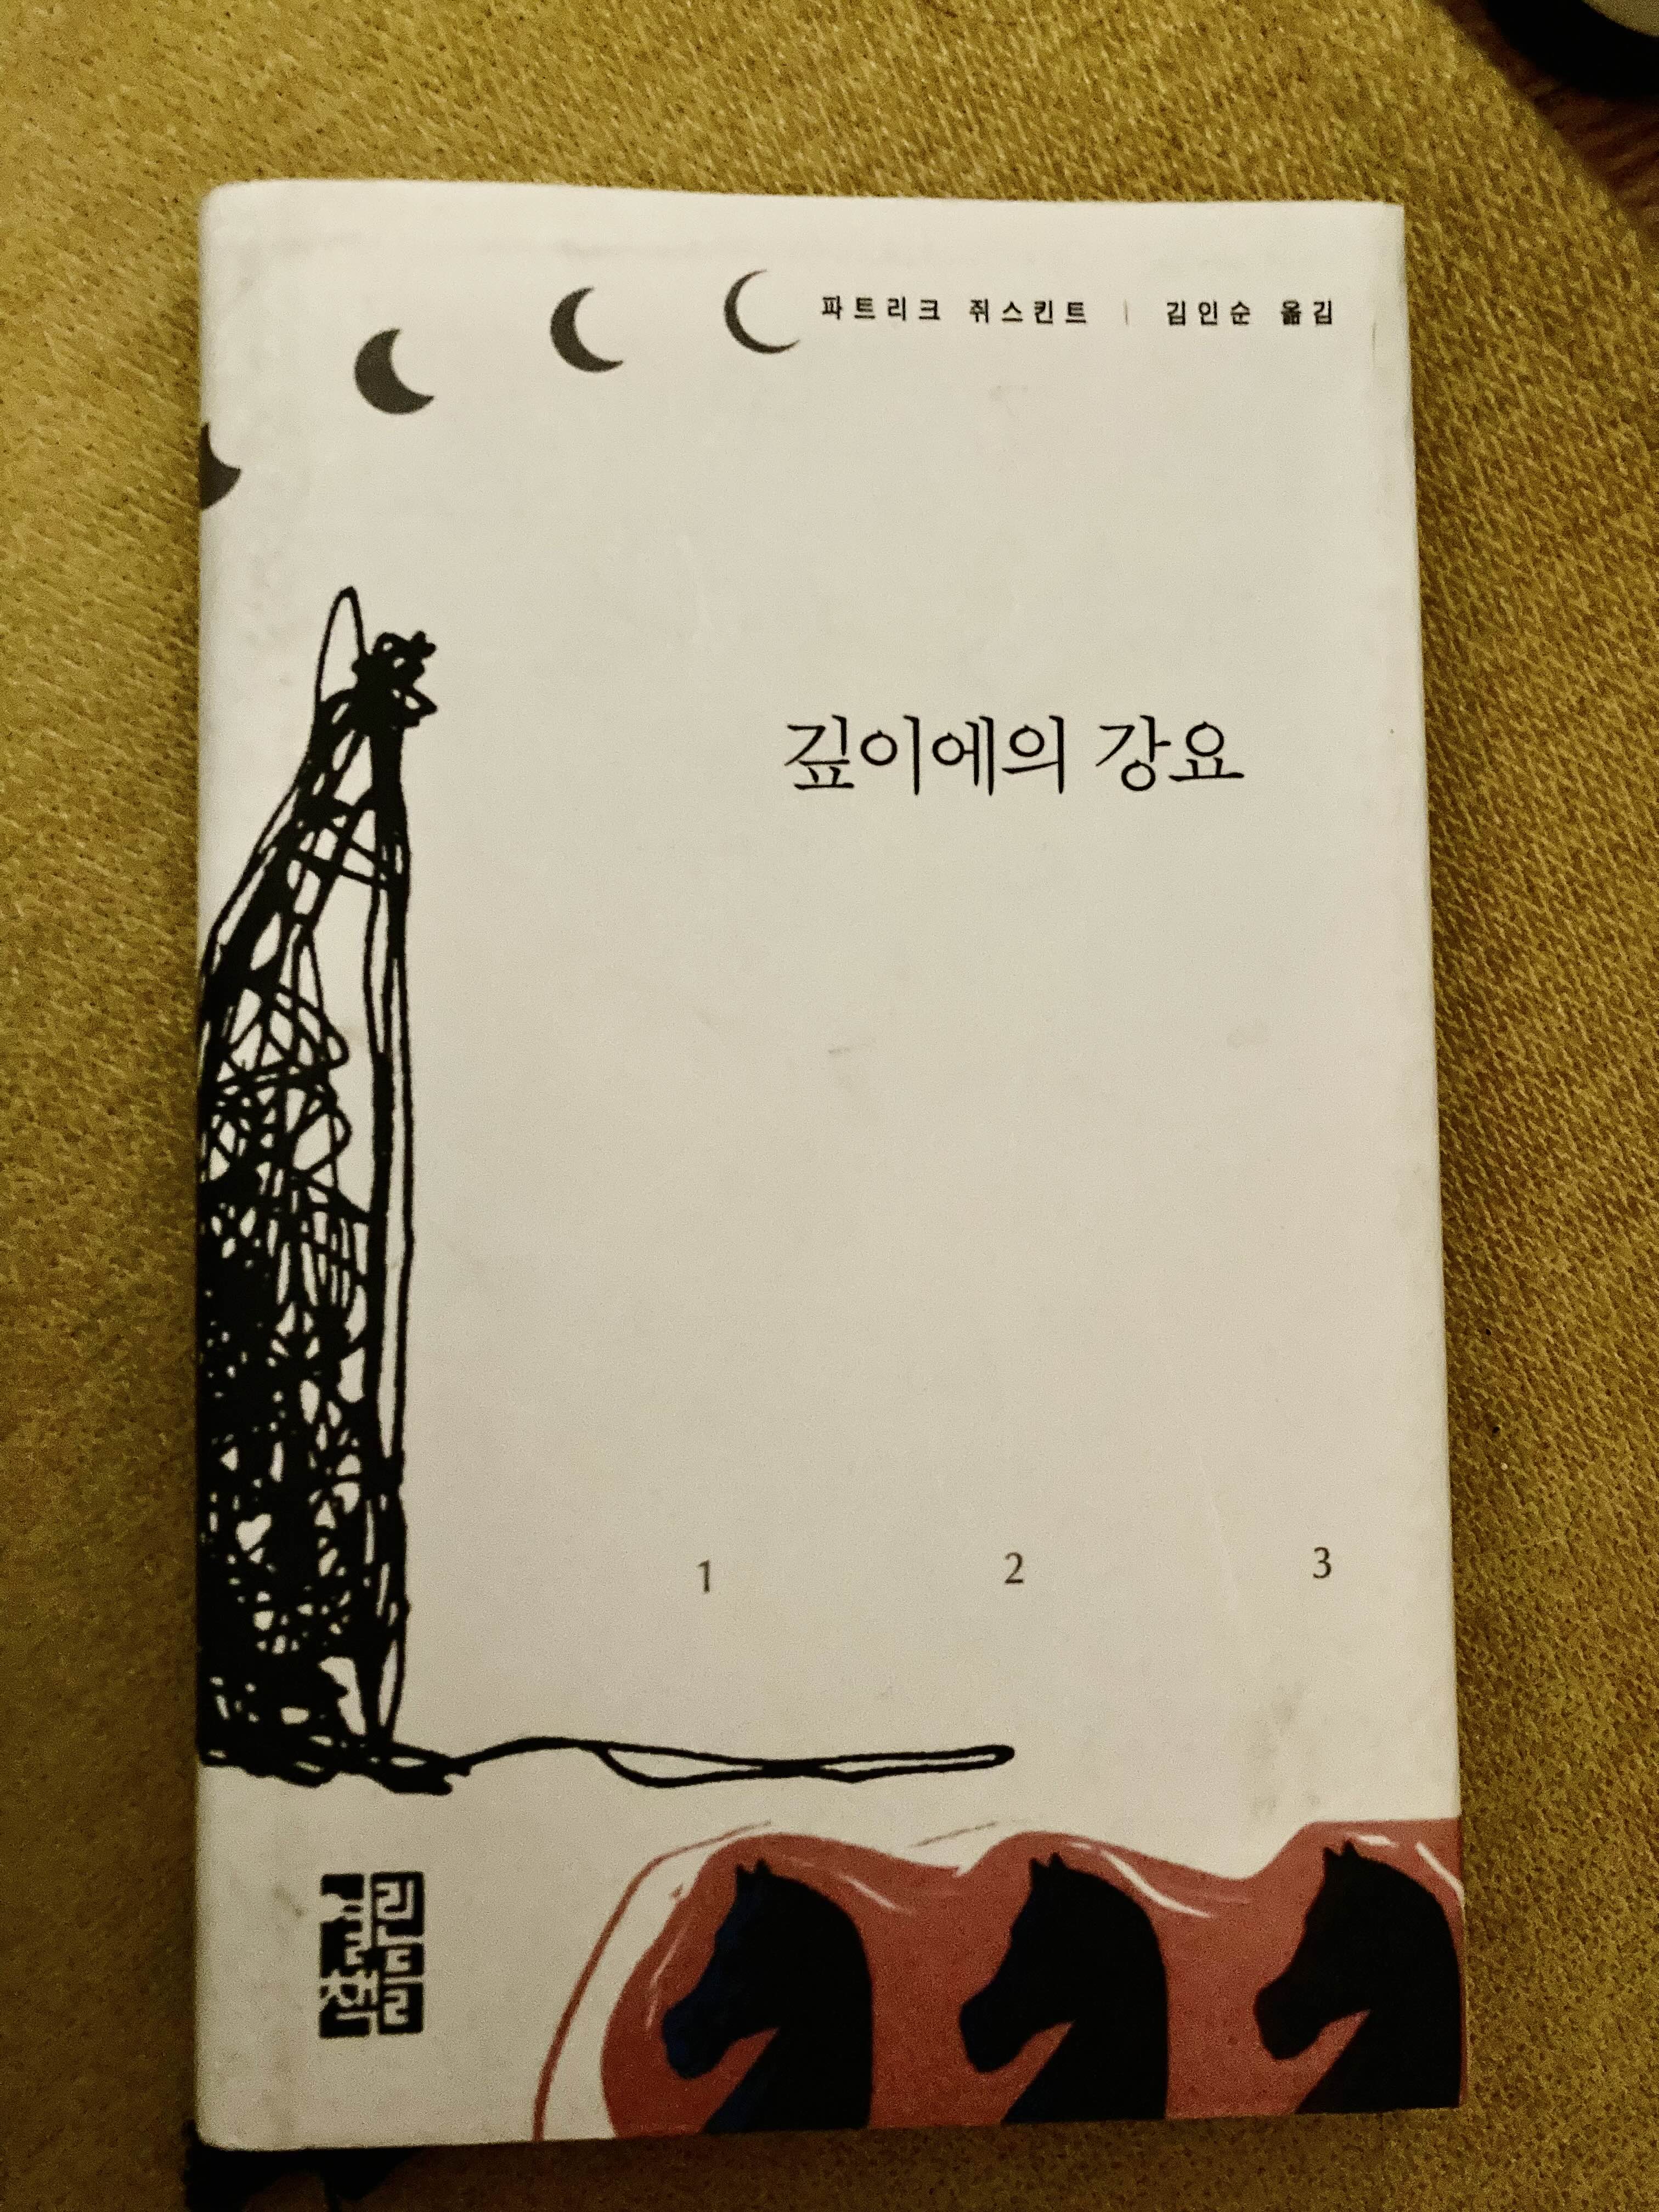 파트리크 쥐스킨트 | 김인순 옮김
깊이에의 강요
1 2 3
열린책들